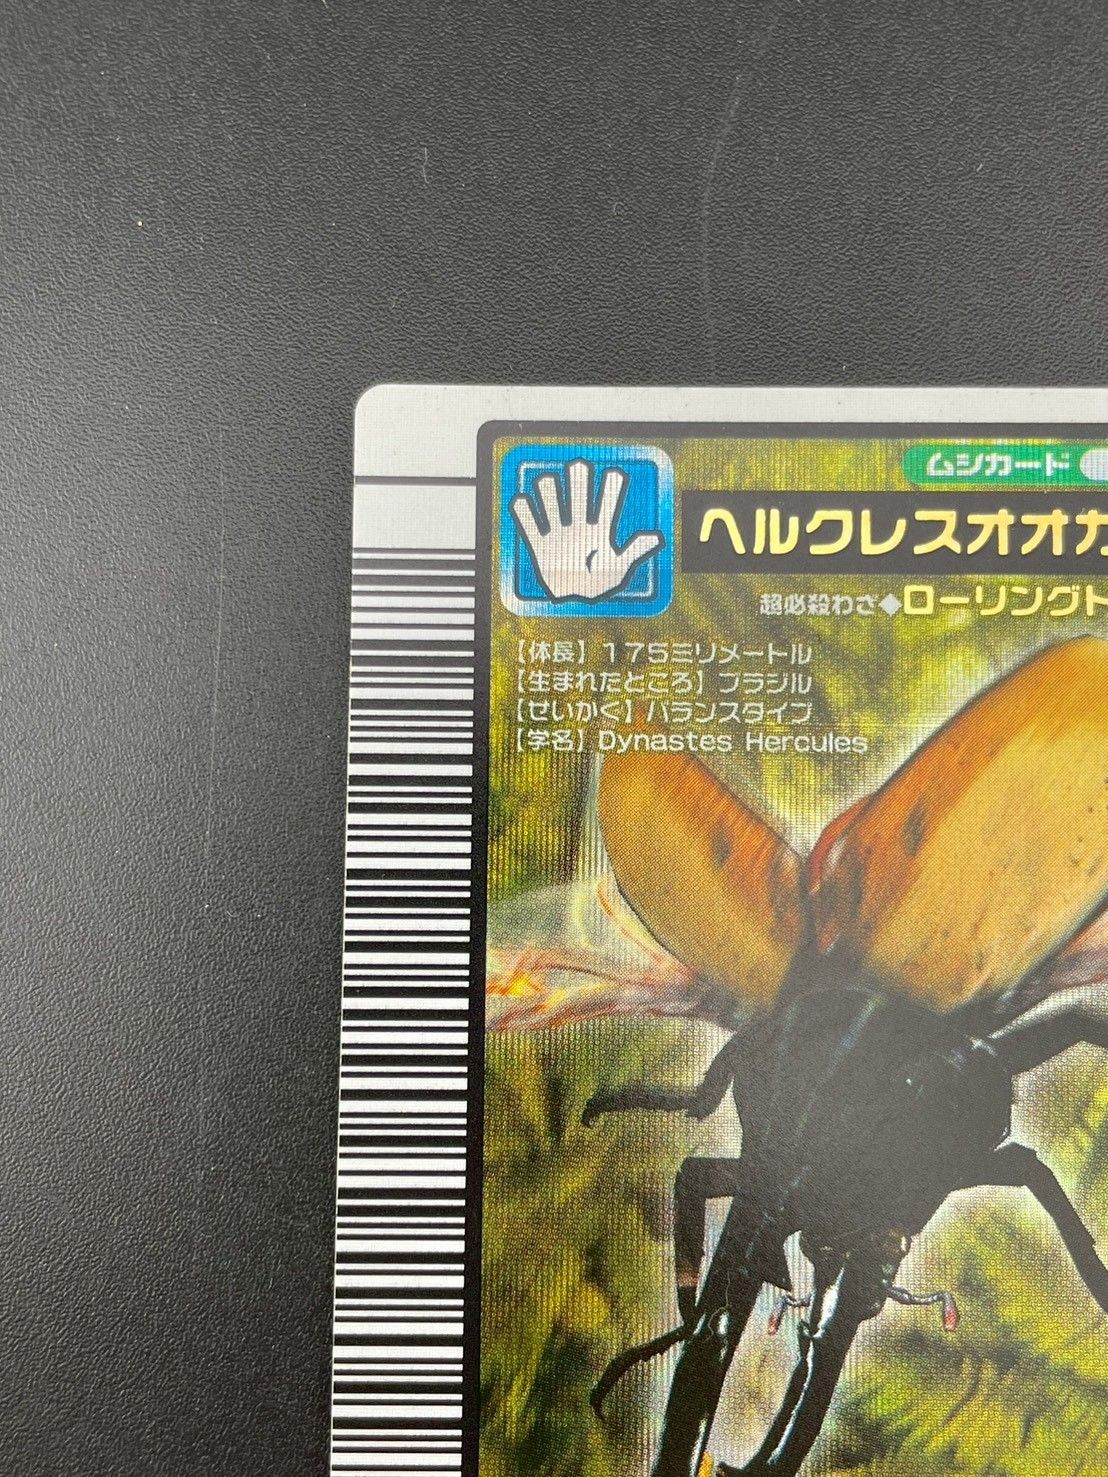 ムシカード
ヘルクレスオオカ
超必殺わざ◆ローリングド
【体長】175ミリメートル
【生まれたところ】ブラジル
【せいかく】バランスタイプ
【学名】Dynastes Hercules